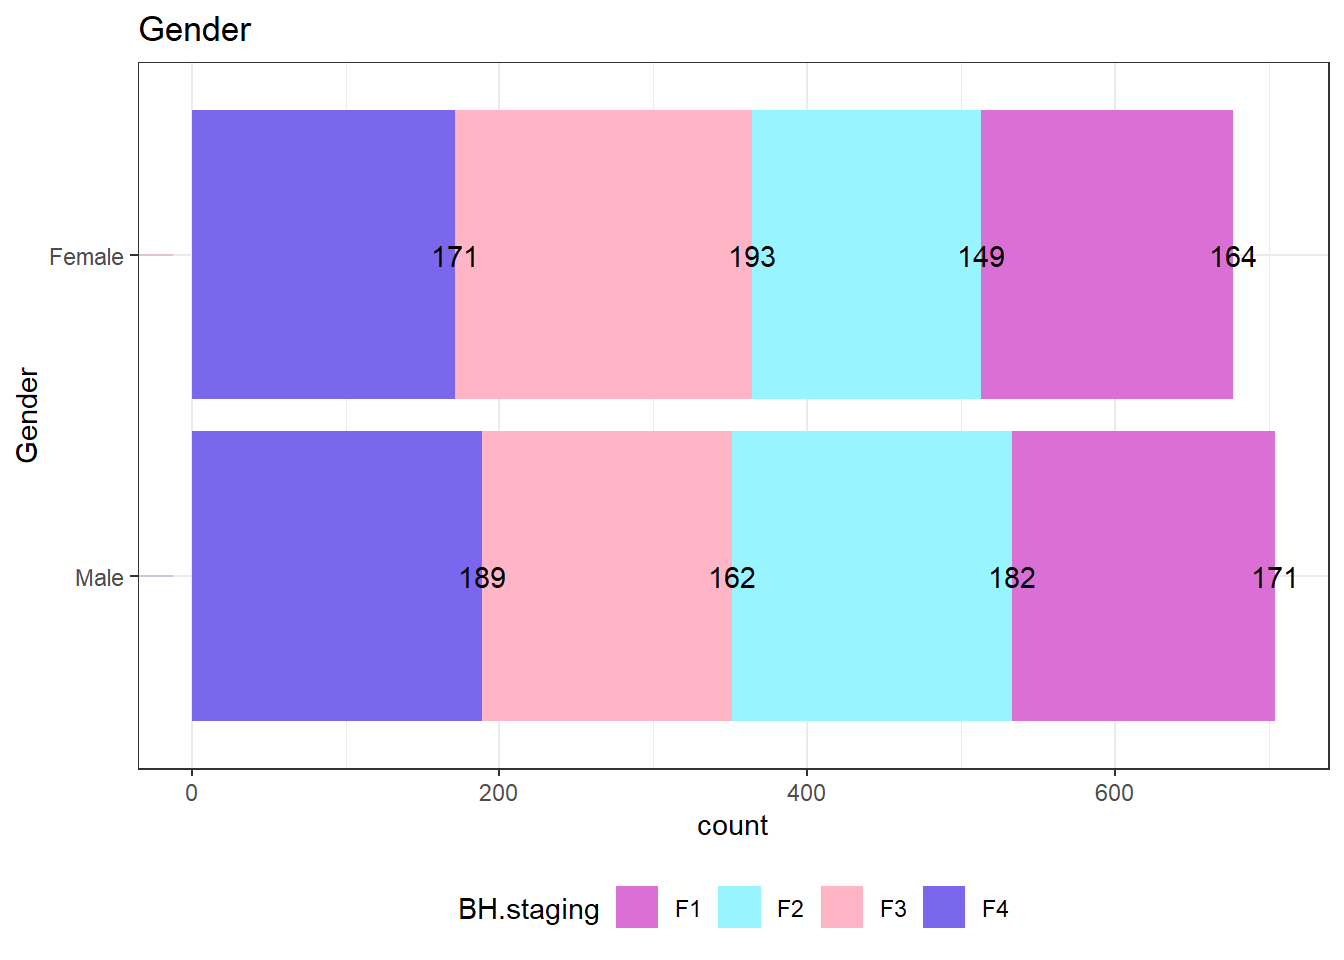 Gender
Female
171 193 149 164
Gender
Male
189 162 182 171
0 200 400 600
count
BH.staging F1 F2 F3 F4